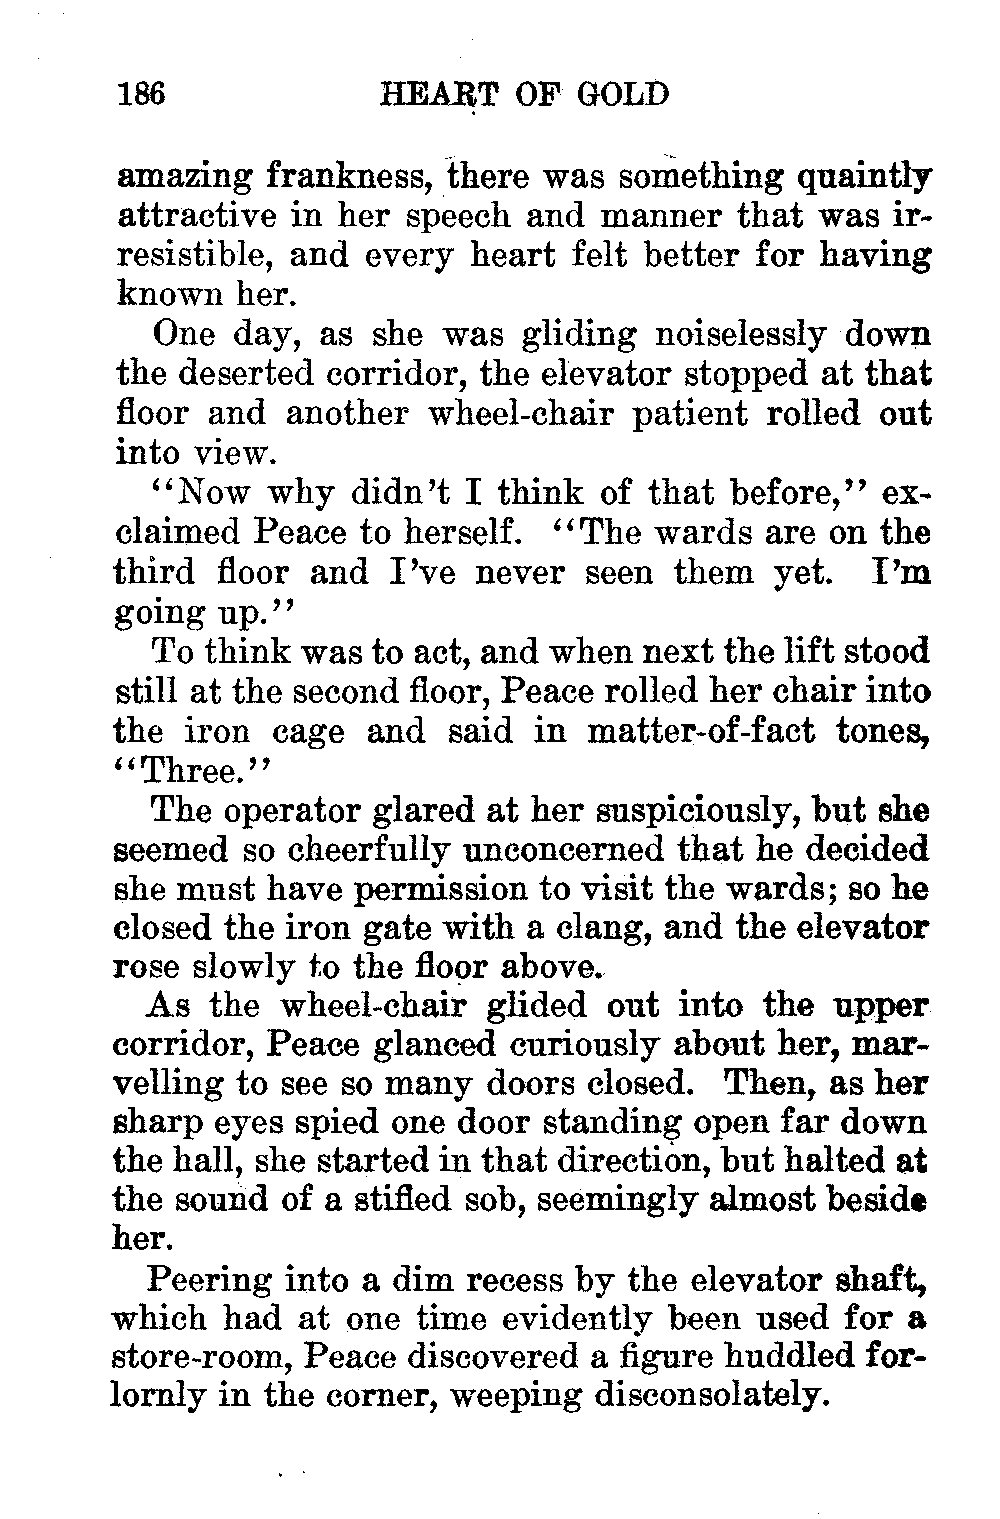 186 HEART OF GOLD
amazing frankness, there was something quaintly
attractive in her speech and manner that was ir-
resistible, and every heart felt better for having
known her.
One day, as she was gliding noiselessly down
the deserted corridor, the elevator stopped at that
floor and another wheel-chair patient rolled out
into view.
"Now why didn't I think of that before," ex-
claimed Peace to herself. "The wards are on the
third floor and I've never seen them yet. I'm
going up."
To think was to act, and when next the lift stood
still at the second floor, Peace rolled her chair into
the iron cage and said in matter-of-fact tones,
"Three."
The operator glared at her suspiciously, but she
seemed so cheerfully unconcerned that he decided
she must have permission to visit the wards; so he
closed the iron gate with a clang, and the elevator
rose slowly to the floor above.
As the wheel-chair glided out into the upper
corridor, Peace glanced curiously about her, mar-
velling to see so many doors closed. Then, as her
sharp eyes spied one door standing open far down
the hall, she started in that direction, but halted at
the sound of a stifled sob, seemingly almost beside
her.
Peering into a dim recess by the elevator shaft,
which had at one time evidently been used for a
store-room, Peace discovered a figure huddled for-
lornly in the corner, weeping disconsolately.